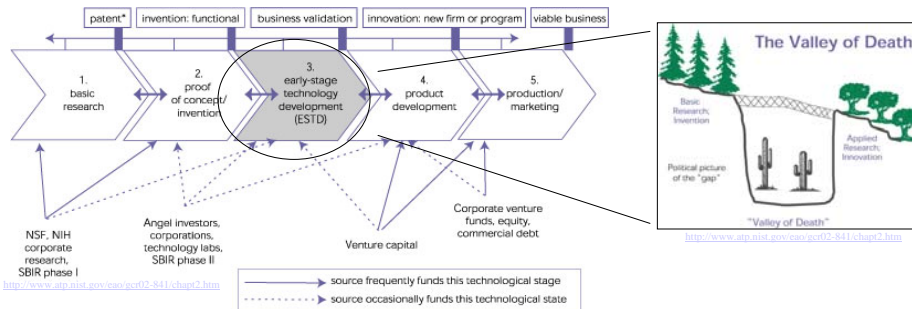 patent*
invention: functional
business validation
innovation: new firm or program
viable business
1.
basic
research
2.
proof
of concept/
invention
3.
early-stage
technology
development
(ESTD)
4.
product
development
5.
production/
marketing
NSF, NIH
corporate
research,
SBIR phase I
http://www.atp.nist.gov/eao/gcr02-841/chapt2.htm
Angel investors,
corporations,
technology labs,
SBIR phase II
Venture capital
Corporate venture
funds, equity,
commercial debt
source frequently funds this technological stage
source occasionally funds this technological state
The Valley of Death
Basic
Research;
Invention
Applied
Research;
Innovation
Political picture
of the "gap"
"Valley of Death"
http://www.atp.nist.gov/eao/gcr02-841/chapt2.htm